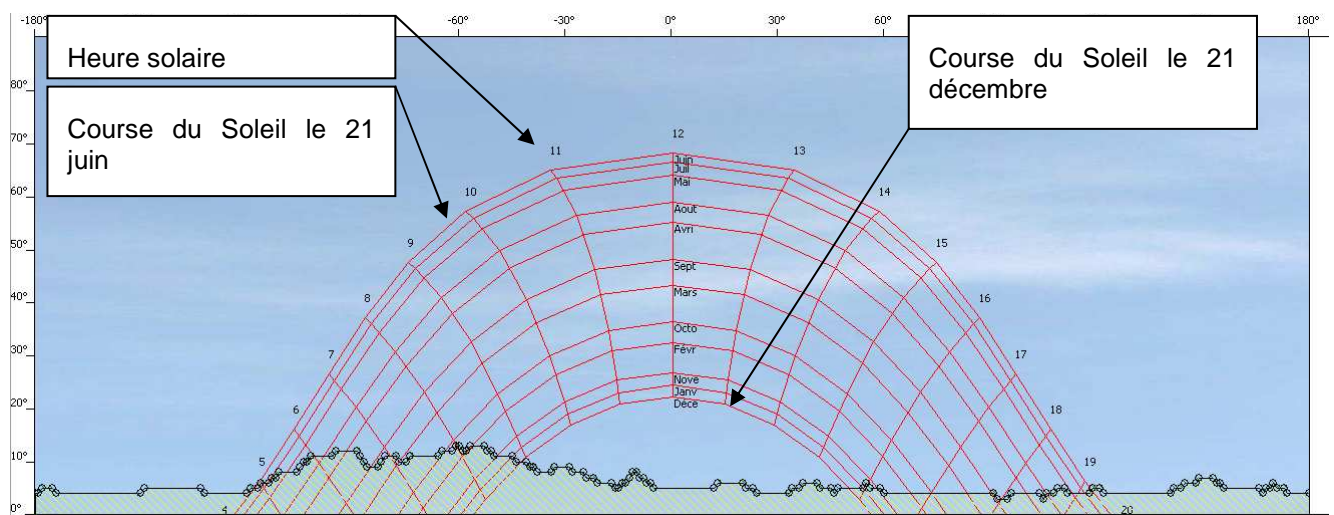 -180° -60° -30° 0° 30° 60° 180°
Heure solaire
Course du Soleil le 21
juin
Course du Soleil le 21
décembre
80°
70°
60°
50°
40°
30°
20°
10°
0°
12
11 13
10 14
9 15
8 16
7 17
6 18
5 19
4 20
Juin
Juil
Mai
Aout
Avri
Sept
Mars
Octo
Févr
Nove
Janv
Déce